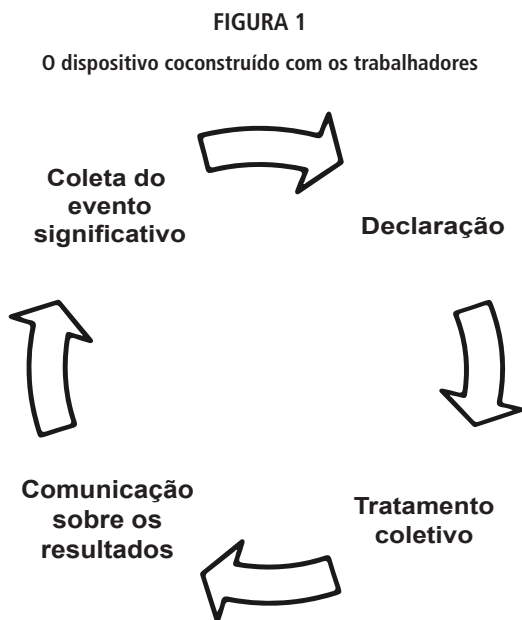 FIGURA 1
O dispositivo coconstruído com os trabalhadores
Coleta do
evento
significativo
Declaração
Tratamento
coletivo
Comunicação
sobre os
resultados